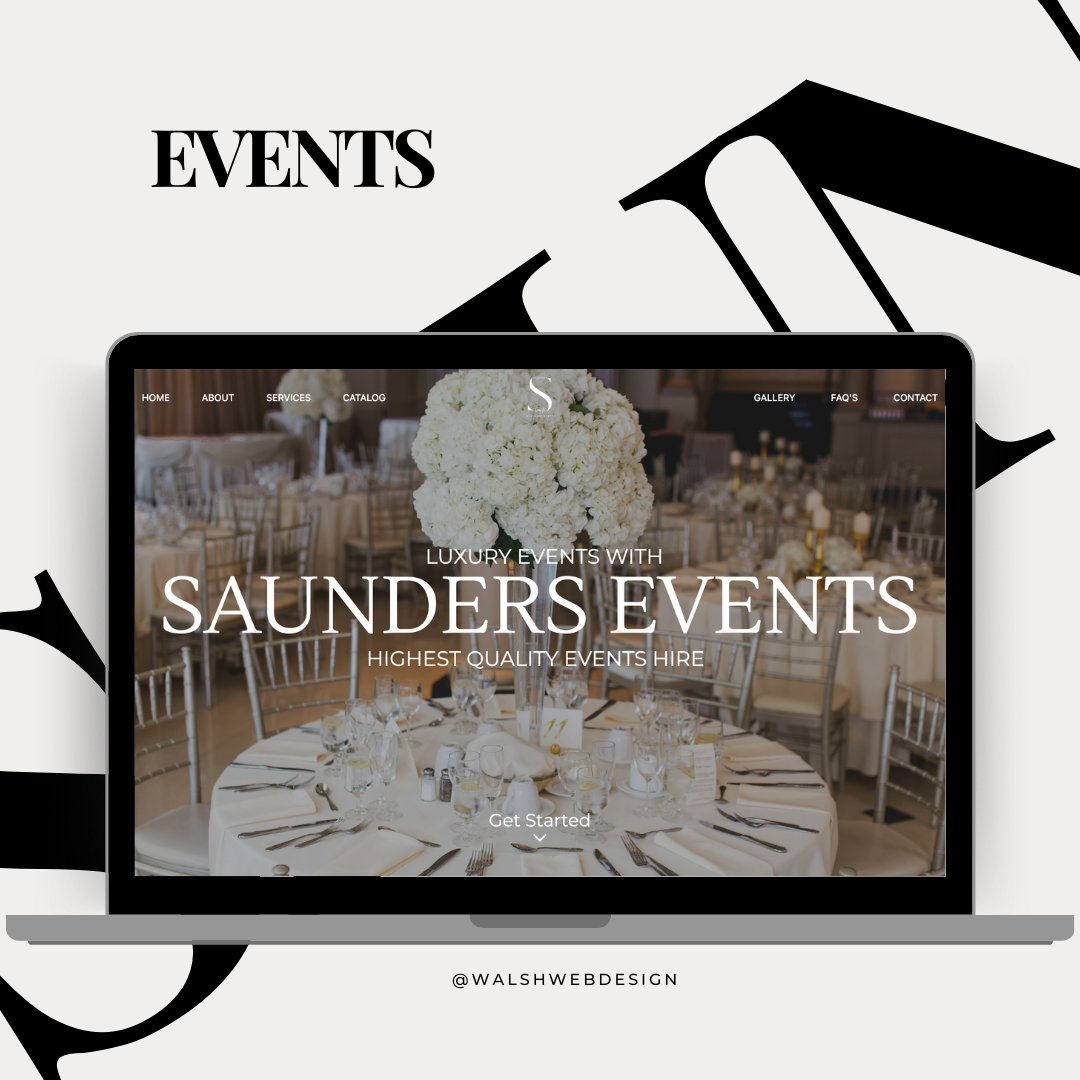 EVENTS
HOME ABOUT SERVICES CATALOG S GALLERY FAQ'S CONTACT
LUXURY EVENTS WITH
SAUNDERS EVENTS
HIGHEST QUALITY EVENTS HIRE
11
Get Started
@WALSHWEBDESIGN